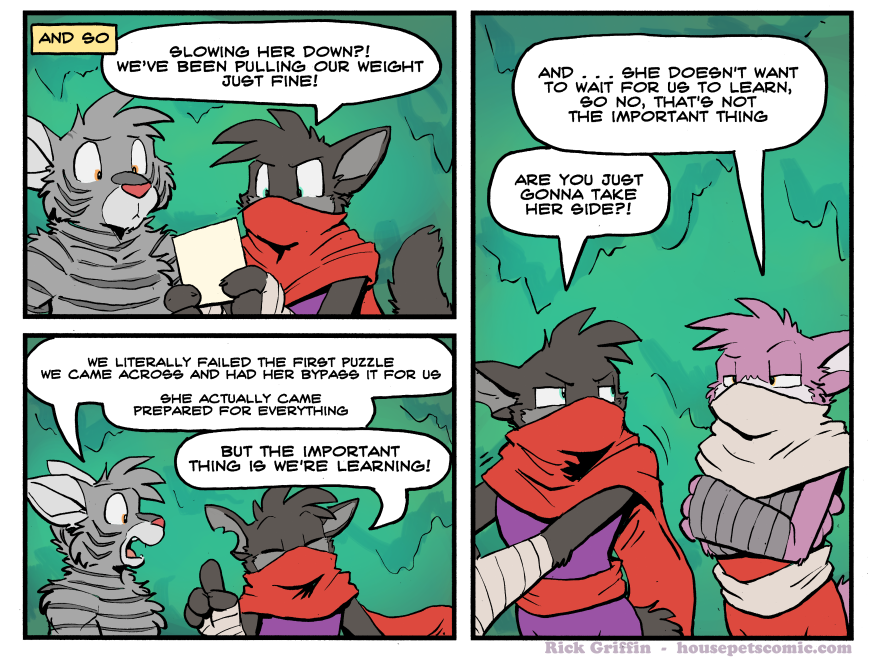 AND SO
SLOWING HER DOWN?!
WE'VE BEEN PULLING OUR WEIGHT
JUST FINE!
WE LITERALLY FAILED THE FIRST PUZZLE
WE CAME ACROSS AND HAD HER BYPASS IT FOR US
SHE ACTUALLY CAME
PREPARED FOR EVERYTHING
BUT THE IMPORTANT
THING IS WE'RE LEARNING!
AND . . . SHE DOESN'T WANT
TO WAIT FOR US TO LEARN,
SO NO, THAT'S NOT
THE IMPORTANT THING
ARE YOU JUST
GONNA TAKE
HER SIDE?!
Rick Griffin - housepetscomic.com